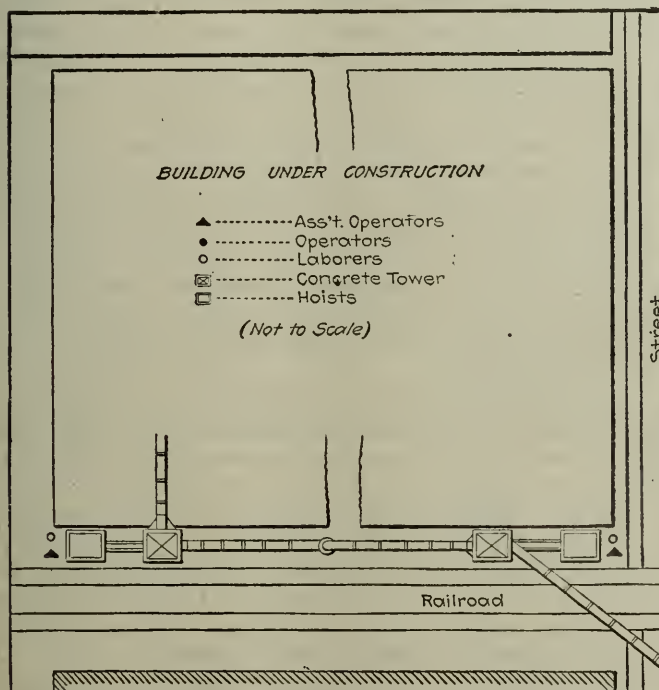 BUILDING UNDER CONSTRUCTION
Ass't. Operators
Operators
Laborers
Concrete Tower
Hoists
(Not to Scale)
Street
Railroad